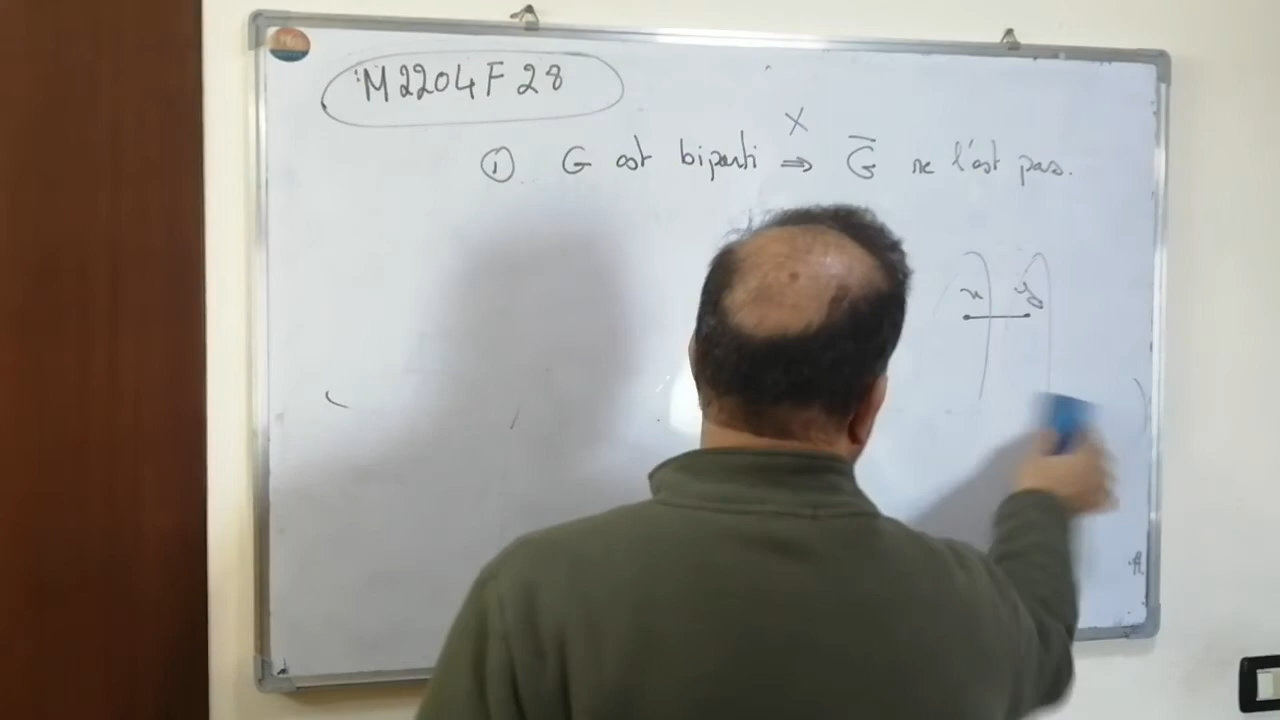 M2204F28
X
① G est biparti ⇒ G̅ ne l'est pas.
x y